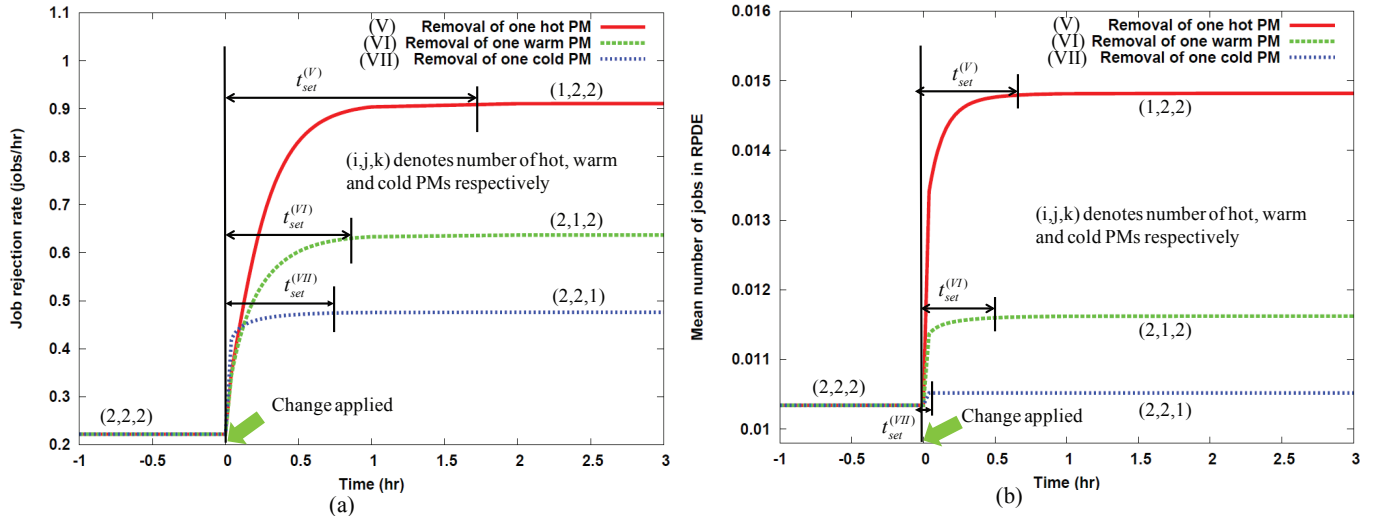 (V) Removal of one hot PM
(VI) Removal of one warm PM
(VII) Removal of one cold PM
t_set^(V)
(1,2,2)
(i,j,k) denotes number of hot, warm
and cold PMs respectively
t_set^(VI)
(2,1,2)
t_set^(VII)
(2,2,1)
(2,2,2)
Change applied
Job rejection rate (jobs/hr)
1.1
1
0.9
0.8
0.7
0.6
0.5
0.4
0.3
0.2
-1 -0.5 0 0.5 1 1.5 2 2.5 3
Time (hr)
(a)
(V) Removal of one hot PM
(VI) Removal of one warm PM
(VII) Removal of one cold PM
t_set^(V)
(1,2,2)
(i,j,k) denotes number of hot, warm
and cold PMs respectively
t_set^(VI)
(2,1,2)
(2,2,2)
(2,2,1)
t_set^(VII)
Change applied
Mean number of jobs in RPDE
0.016
0.015
0.014
0.013
0.012
0.011
0.01
-1 -0.5 0 0.5 1 1.5 2 2.5 3
Time (hr)
(b)